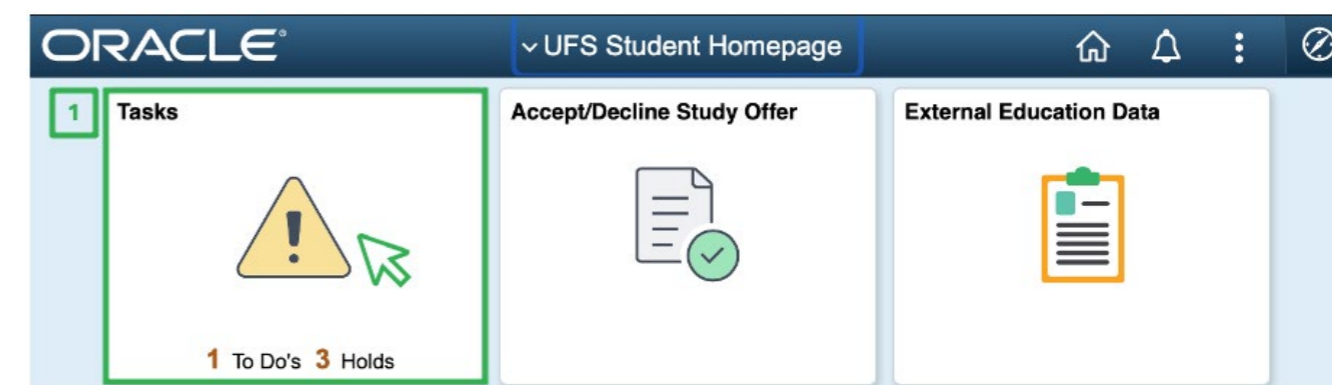 ORACLE
UFS Student Homepage
1
Tasks
Accept/Decline Study Offer
External Education Data
1 To Do's 3 Holds